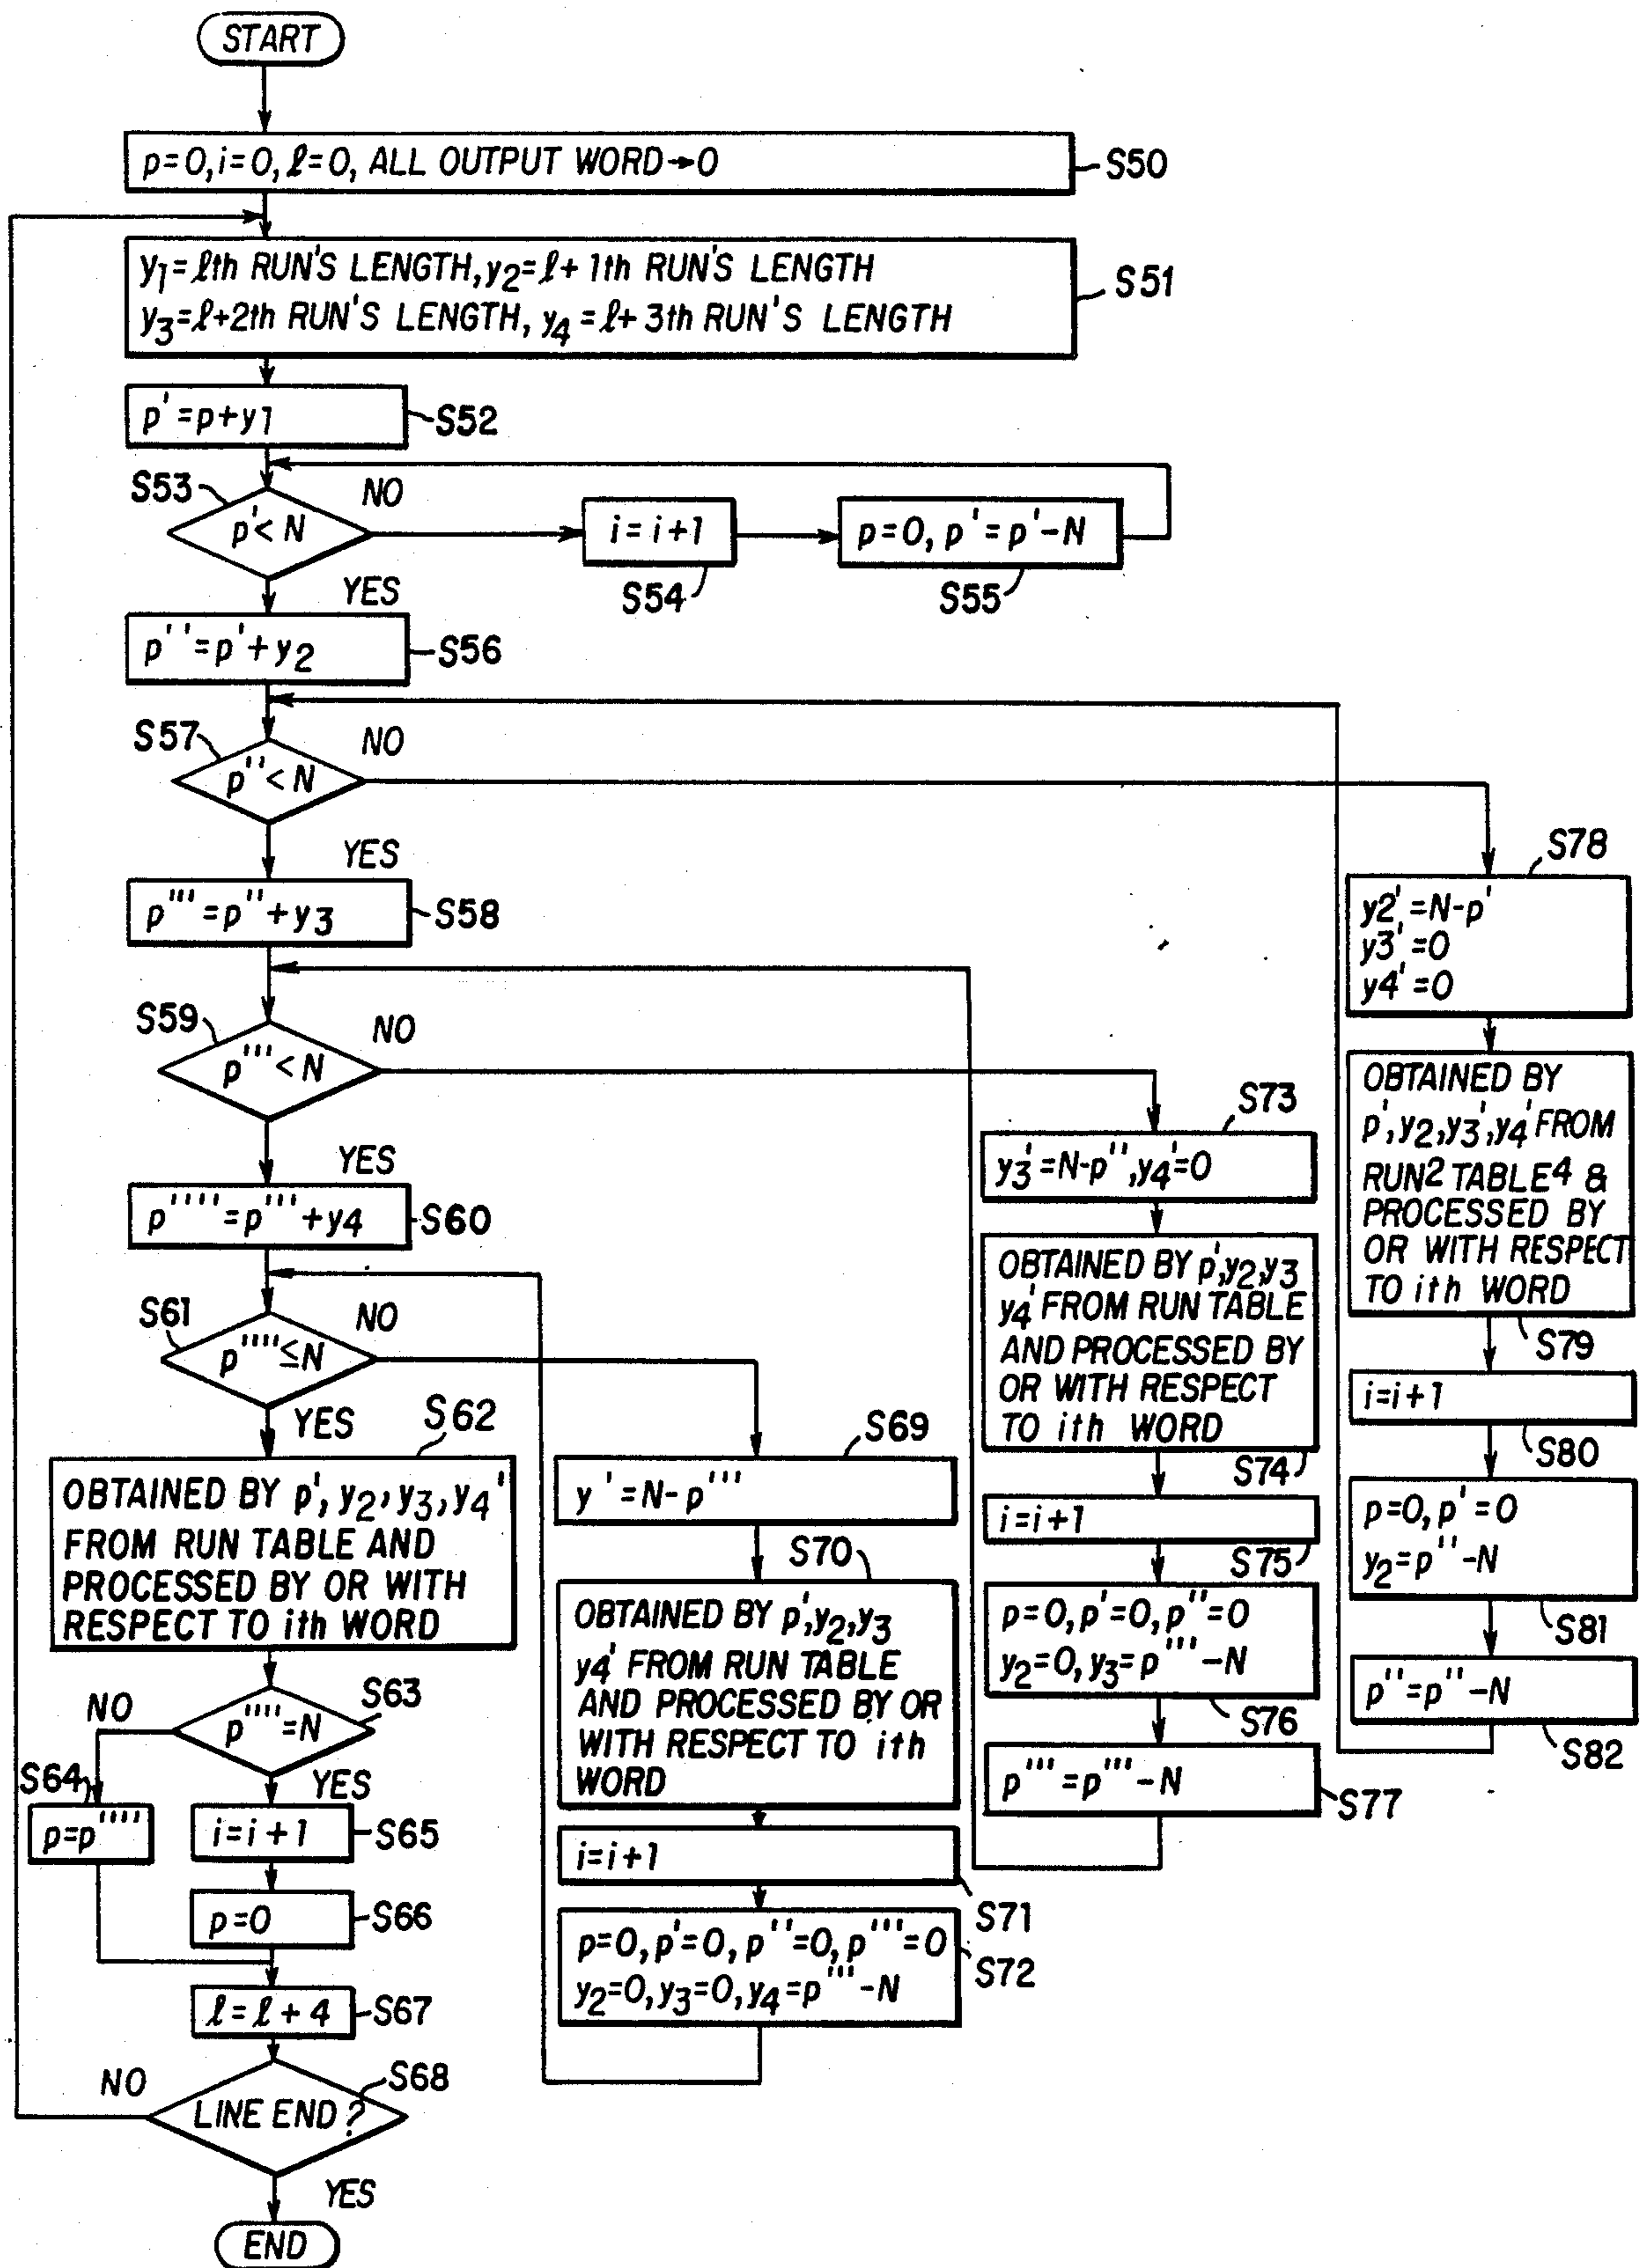 START
p=0, i=0, ℓ=0, ALL OUTPUT WORD→0
S50
y1=ℓth RUN'S LENGTH, y2=ℓ+1th RUN'S LENGTH
y3=ℓ+2th RUN'S LENGTH, y4=ℓ+3th RUN'S LENGTH
S51
p'=p+y1
S52
S53
p'<N
NO
YES
i=i+1
S54
p=0, p'=p'-N
S55
p''=p'+y2
S56
S57
p''<N
NO
YES
p'''=p''+y3
S58
S59
p'''<N
NO
YES
p''''=p'''+y4
S60
S61
p''''≤N
NO
YES
S62
OBTAINED BY p', y2, y3, y4'
FROM RUN TABLE AND
PROCESSED BY OR WITH
RESPECT TO ith WORD
S63
p''''=N
NO
YES
S64
p=p''''
i=i+1
S65
p=0
S66
ℓ=ℓ+4
S67
S68
LINE END?
NO
YES
END
S69
y'=N-p'''
S70
OBTAINED BY p',y2,y3
y4' FROM RUN TABLE
AND PROCESSED BY OR
WITH RESPECT TO ith
WORD
i=i+1
S71
p=0, p'=0, p''=0, p'''=0
y2=0, y3=0, y4=p'''-N
S72
S73
y3'=N-p'', y4'=0
OBTAINED BY p',y2,y3
y4' FROM RUN TABLE
AND PROCESSED BY
OR WITH RESPECT
TO ith WORD
S74
i=i+1
S75
p=0, p'=0, p''=0
y2=0, y3=p'''-N
S76
p'''=p'''-N
S77
S78
y2'=N-p'
y3'=0
y4'=0
OBTAINED BY
p',y2,y3',y4' FROM
RUN2 TABLE4 &
PROCESSED BY
OR WITH RESPECT
TO ith WORD
S79
i=i+1
S80
p=0, p'=0
y2=p''-N
S81
p''=p''-N
S82